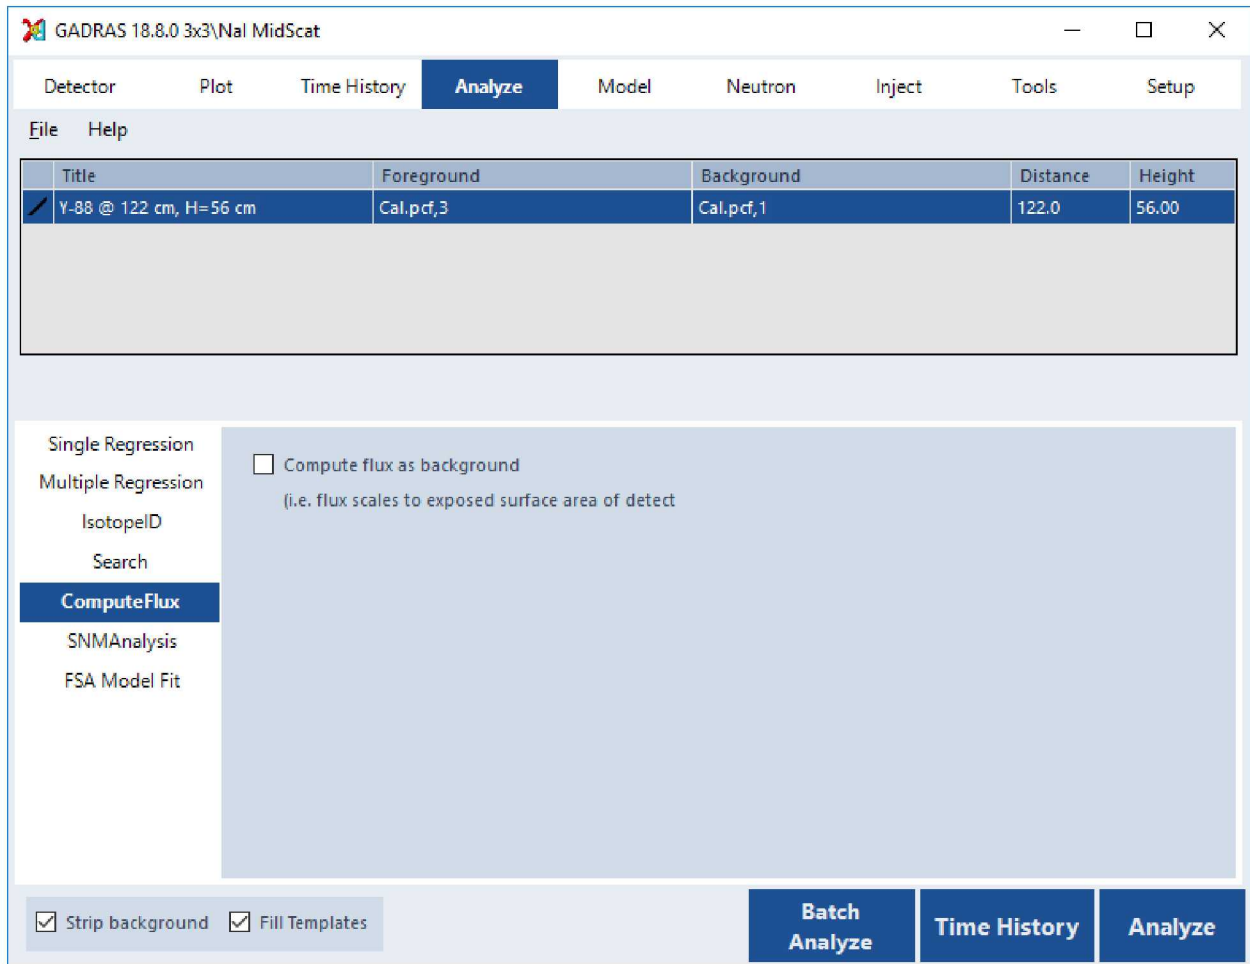 GADRAS 18.8.0 3x3\NaI MidScat
Detector Plot Time History Analyze Model Neutron Inject Tools Setup
File Help
Title Foreground Background Distance Height
Y-88 @ 122 cm, H=56 cm Cal.pcf,3 Cal.pcf,1 122.0 56.00
Single Regression
Multiple Regression
IsotopeID
Search
ComputeFlux
SNMAnalysis
FSA Model Fit
Compute flux as background
(i.e. flux scales to exposed surface area of detect
Strip background Fill Templates
Batch Analyze
Time History
Analyze